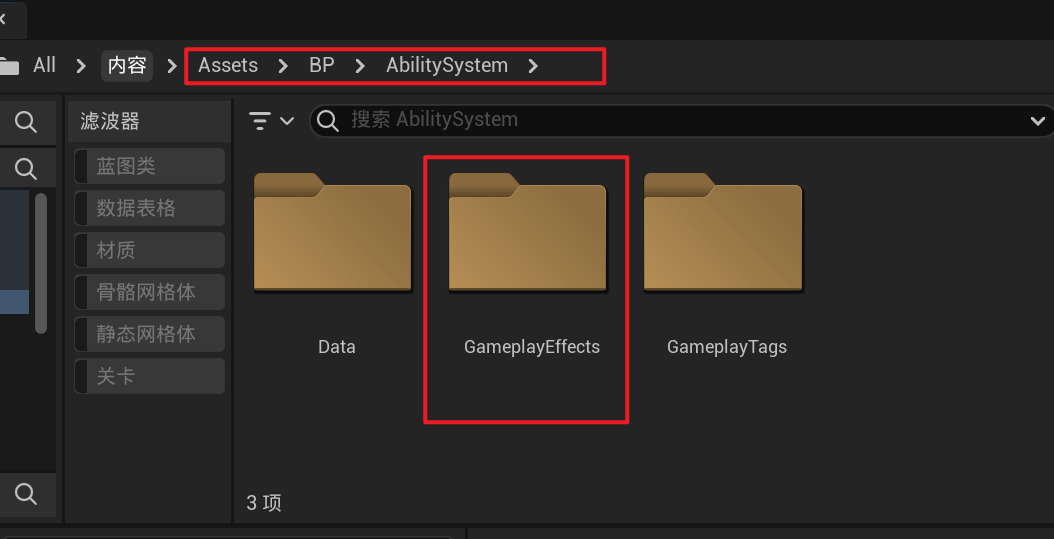 All 内容 Assets BP AbilitySystem
滤波器
搜索 AbilitySystem
蓝图类
数据表格
材质
骨骼网格体
静态网格体
关卡
Data GameplayEffects GameplayTags
3 项